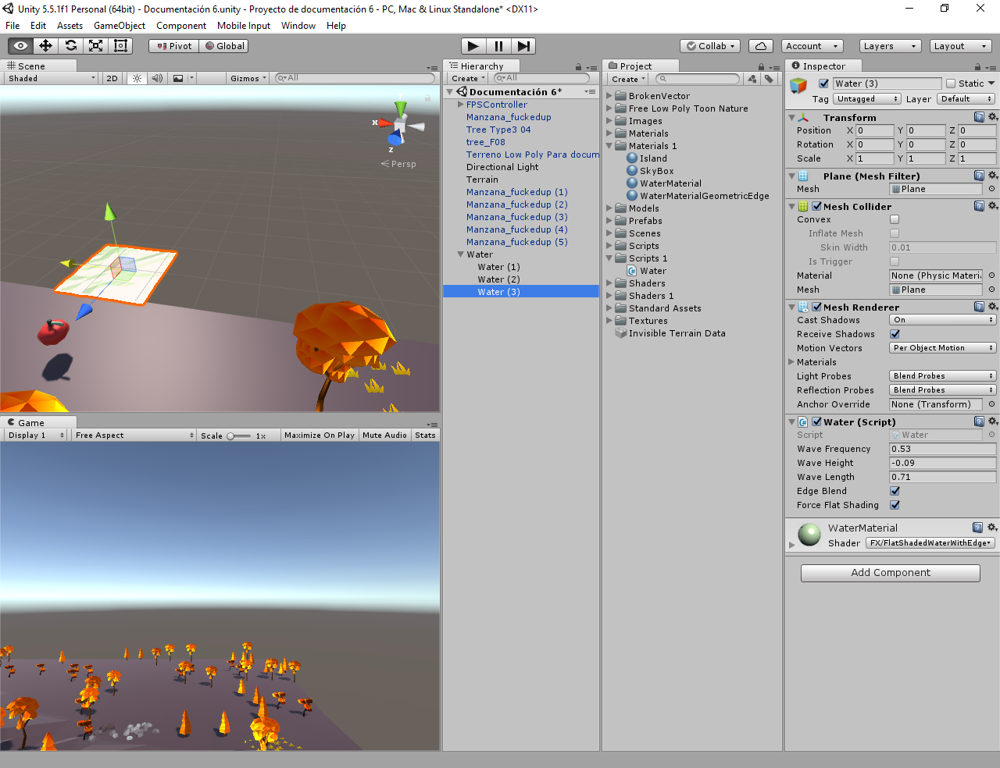 Unity 5.5.1f1 Personal (64bit) - Documentación 6.unity - Proyecto de documentación 6 - PC, Mac & Linux Standalone* <DX11>
File Edit Assets GameObject Component Mobile Input Window Help
Pivot Global Collab Account Layers Layout
Scene
Shaded 2D Gizmos All
x
z
Persp
Game
Display 1 Free Aspect Scale 1x Maximize On Play Mute Audio Stats
Hierarchy
Create All
Documentación 6*
FPSController
Manzana_fuckedup
Tree Type3 04
tree_F08
Terreno Low Poly Para docum
Directional Light
Terrain
Manzana_fuckedup (1)
Manzana_fuckedup (2)
Manzana_fuckedup (3)
Manzana_fuckedup (4)
Manzana_fuckedup (5)
Water
Water (1)
Water (2)
Water (3)
Project
Create
BrokenVector
Free Low Poly Toon Nature
Images
Materials
Materials 1
Island
SkyBox
WaterMaterial
WaterMaterialGeometricEdge
Models
Prefabs
Scenes
Scripts
Scripts 1
Water
Shaders
Shaders 1
Standard Assets
Textures
Invisible Terrain Data
Inspector
Water (3) Static
Tag Untagged Layer Default
Transform
Position X 0 Y 0 Z 0
Rotation X 0 Y 0 Z 0
Scale X 1 Y 1 Z 1
Plane (Mesh Filter)
Mesh Plane
Mesh Collider
Convex
Inflate Mesh
Skin Width 0.01
Is Trigger
Material None (Physic Materi
Mesh Plane
Mesh Renderer
Cast Shadows On
Receive Shadows
Motion Vectors Per Object Motion
Materials
Light Probes Blend Probes
Reflection Probes Blend Probes
Anchor Override None (Transform)
Water (Script)
Script Water
Wave Frequency 0.53
Wave Height -0.09
Wave Length 0.71
Edge Blend
Force Flat Shading
WaterMaterial
Shader FX/FlatShadedWaterWithEdge
Add Component